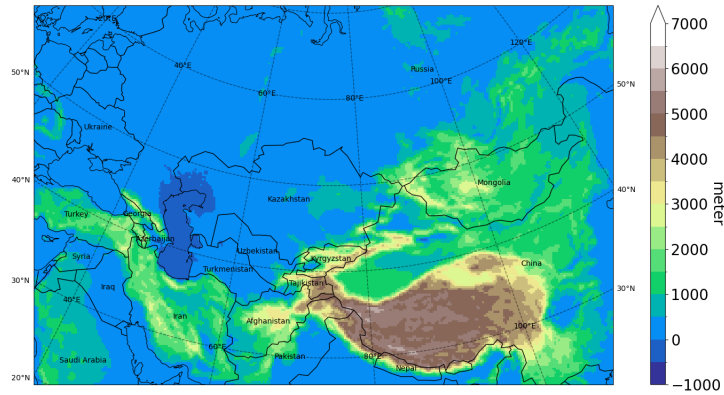 20°E
120°E
7000
50°N
40°E
Russia
100°E
60°E
80°E
50°N
6000
Ukraine
5000
40°N
Mongolia
40°N
4000
Kazakhstan
Turkey
Georgia
3000
meter
Azerbaijan
Uzbekistan
Syria
Kyrgyzstan
China
2000
Turkmenistan
30°N
Tajikistan
30°N
Iraq
40°E
1000
Iran
Afghanistan
100°E
0
60°E
Pakistan
80°E
Saudi Arabia
Nepal
20°N
−1000